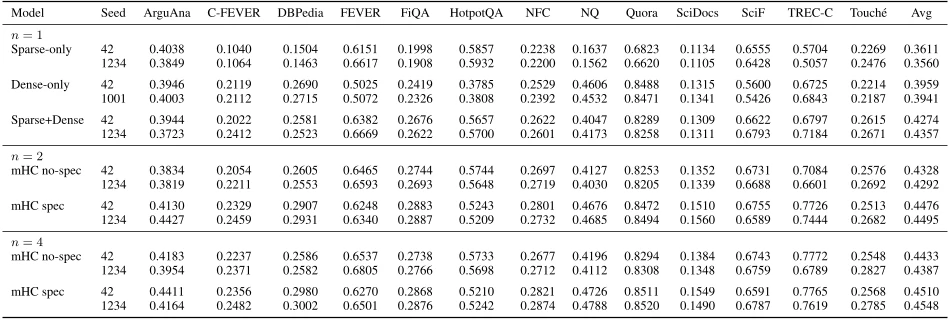 Model Seed ArguAna C-FEVER DBPedia FEVER FiQA HotpotQA NFC NQ Quora SciDocs SciF TREC-C Touché Avg
n = 1
Sparse-only 42 0.4038 0.1040 0.1504 0.6151 0.1998 0.5857 0.2238 0.1637 0.6823 0.1134 0.6555 0.5704 0.2269 0.3611
1234 0.3849 0.1064 0.1463 0.6617 0.1908 0.5932 0.2200 0.1562 0.6620 0.1105 0.6428 0.5057 0.2476 0.3560
Dense-only 42 0.3946 0.2119 0.2690 0.5025 0.2419 0.3785 0.2529 0.4606 0.8488 0.1315 0.5600 0.6725 0.2214 0.3959
1001 0.4003 0.2112 0.2715 0.5072 0.2326 0.3808 0.2392 0.4532 0.8471 0.1341 0.5426 0.6843 0.2187 0.3941
Sparse+Dense 42 0.3944 0.2022 0.2581 0.6382 0.2676 0.5657 0.2622 0.4047 0.8289 0.1309 0.6622 0.6797 0.2615 0.4274
1234 0.3723 0.2412 0.2523 0.6669 0.2622 0.5700 0.2601 0.4173 0.8258 0.1311 0.6793 0.7184 0.2671 0.4357
n = 2
mHC no-spec 42 0.3834 0.2054 0.2605 0.6465 0.2744 0.5744 0.2697 0.4127 0.8253 0.1352 0.6731 0.7084 0.2576 0.4328
1234 0.3819 0.2211 0.2553 0.6593 0.2693 0.5648 0.2719 0.4030 0.8205 0.1339 0.6688 0.6601 0.2692 0.4292
mHC spec 42 0.4130 0.2329 0.2907 0.6248 0.2883 0.5243 0.2801 0.4676 0.8472 0.1510 0.6755 0.7726 0.2513 0.4476
1234 0.4427 0.2459 0.2931 0.6340 0.2887 0.5209 0.2732 0.4685 0.8494 0.1560 0.6589 0.7444 0.2682 0.4495
n = 4
mHC no-spec 42 0.4183 0.2237 0.2586 0.6537 0.2738 0.5733 0.2677 0.4196 0.8294 0.1384 0.6743 0.7772 0.2548 0.4433
1234 0.3954 0.2371 0.2582 0.6805 0.2766 0.5698 0.2712 0.4112 0.8308 0.1348 0.6759 0.6789 0.2827 0.4387
mHC spec 42 0.4411 0.2356 0.2980 0.6270 0.2868 0.5210 0.2821 0.4726 0.8511 0.1549 0.6591 0.7765 0.2568 0.4510
1234 0.4164 0.2482 0.3002 0.6501 0.2876 0.5242 0.2874 0.4788 0.8520 0.1490 0.6787 0.7619 0.2785 0.4548